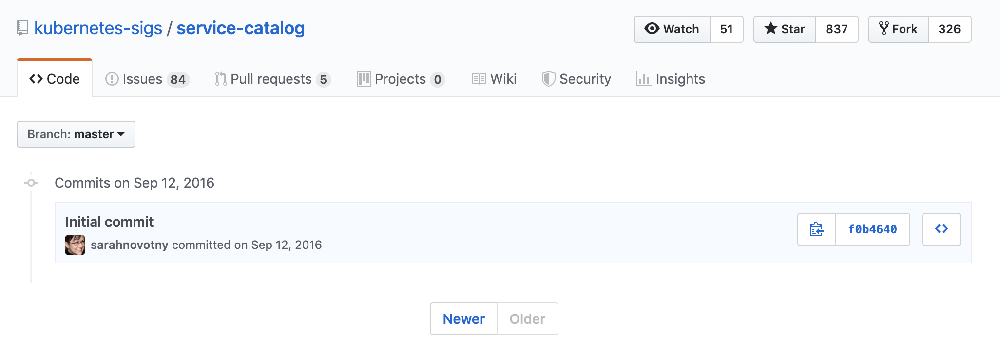 kubernetes-sigs / service-catalog
Watch 51 Star 837 Fork 326
Code Issues 84 Pull requests 5 Projects 0 Wiki Security Insights
Branch: master
Commits on Sep 12, 2016
Initial commit
sarahnovotny committed on Sep 12, 2016
f0b4640
Newer Older